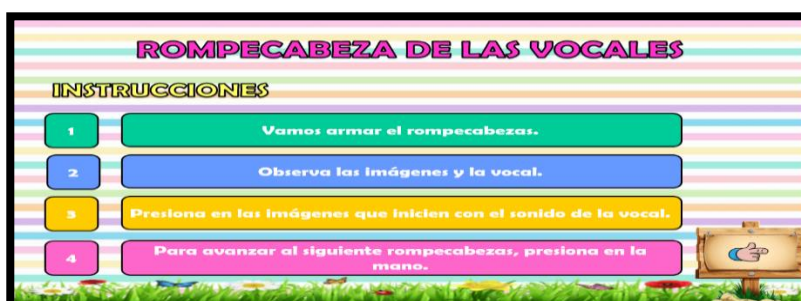 ROMPECABEZA DE LAS VOCALES
INSTRUCCIONES
1 Vamos armar el rompecabezas.
2 Observa las imágenes y la vocal.
3 Presiona en las imágenes que inicien con el sonido de la vocal.
4 Para avanzar al siguiente rompecabezas, presiona en la
mano.